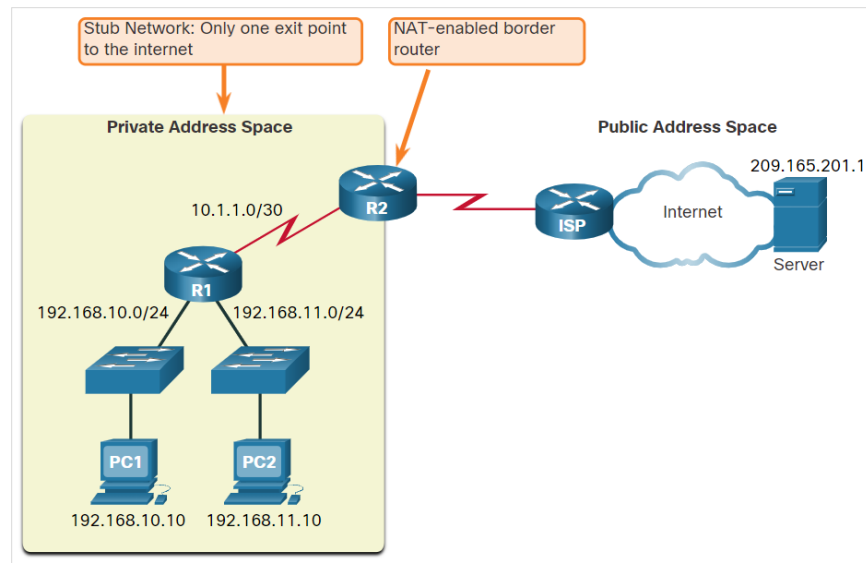 Stub Network: Only one exit point
to the internet
NAT-enabled border
router
Private Address Space
Public Address Space
209.165.201.1
10.1.1.0/30
R2
ISP
Internet
Server
R1
192.168.10.0/24
192.168.11.0/24
PC1
PC2
192.168.10.10
192.168.11.10